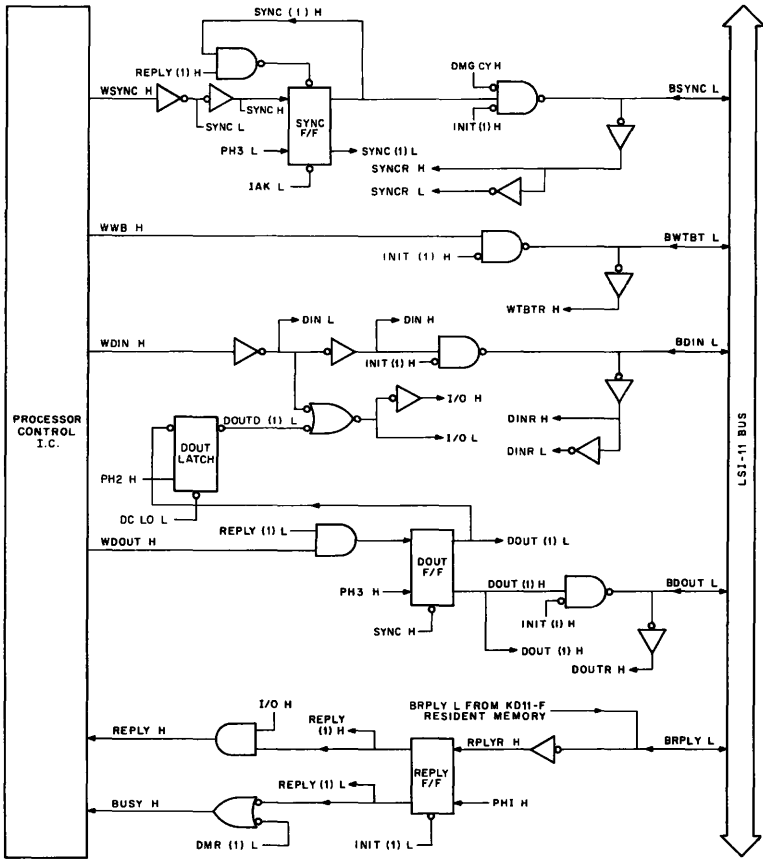 SYNC (1) H
REPLY (1) H
DMG CY H
WSYNC H
BSYNC L
SYNC H
SYNC L
SYNC
F/F
INIT (1) H
PH3 L
SYNC (1) L
SYNCR H
IAK L
SYNCR L
WWB H
BWTBT L
INIT (1) H
WTBTR H
DIN L
DIN H
WDIN H
BDIN L
INIT (1) H
I/O H
PROCESSOR
CONTROL
I.C.
DOUTD (1) L
DINR H
DOUT
LATCH
I/O L
DINR L
LSI-11 BUS
PH2 H
DC LO L
REPLY (1) L
WDOUT H
DOUT (1) L
DOUT
F/F
DOUT (1) H
BDOUT L
PH3 H
INIT (1) H
SYNC H
DOUT (1) H
DOUTR H
I/O H
BRPLY L FROM KD11-F
RESIDENT MEMORY
REPLY H
REPLY
(1) H
RPLYR H
BRPLY L
REPLY
F/F
REPLY (1) L
BUSY H
PH1 H
DMR (1) L
INIT (1) L